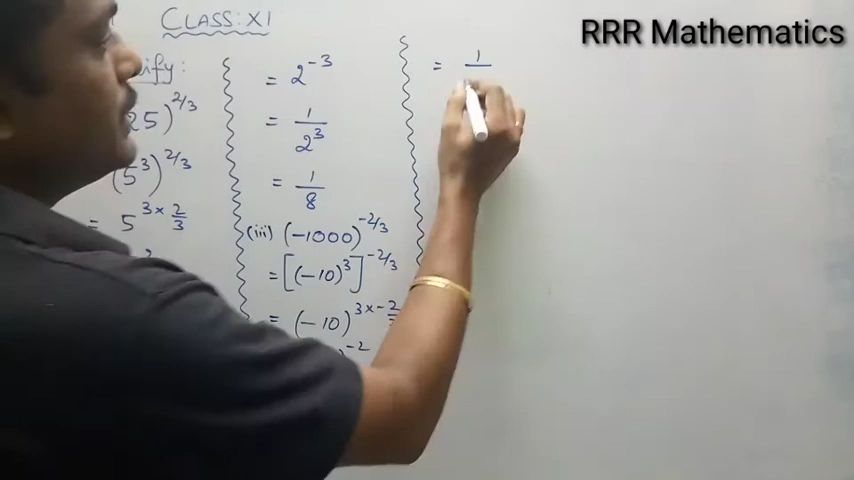 CLASS: XI
RRR Mathematics
ify:
25)^2/3
(5^3)^2/3
= 5^3×2/3
= 2^-3
= 1/2^3
= 1/8
(iii) (-1000)^-2/3
= [(-10)^3]^-2/3
= (-10)^3×-2/
-2
= 1